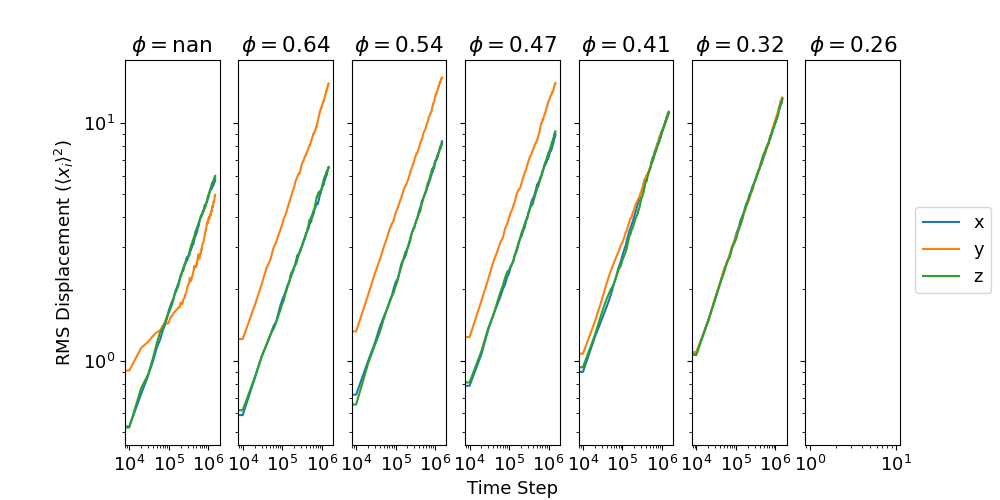 ϕ = nan ϕ = 0.64 ϕ = 0.54 ϕ = 0.47 ϕ = 0.41 ϕ = 0.32 ϕ = 0.26
10¹
10⁰
RMS Displacement (⟨xᵢ⟩²)
x
y
z
10⁴ 10⁵ 10⁶ 10⁴ 10⁵ 10⁶ 10⁴ 10⁵ 10⁶ 10⁴ 10⁵ 10⁶ 10⁴ 10⁵ 10⁶ 10⁴ 10⁵ 10⁶ 10⁰ 10¹
Time Step